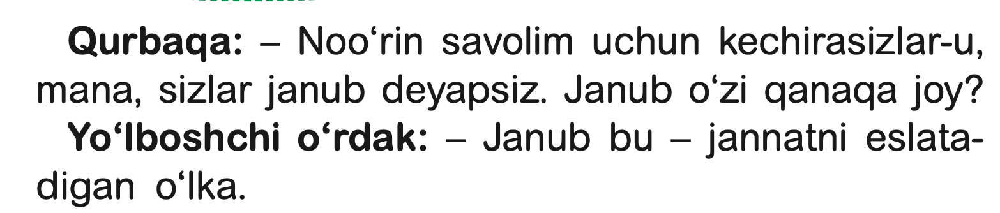 Qurbaqa: – Noo‘rin savolim uchun kechirasizlar-u,
mana, sizlar janub deyapsiz. Janub o‘zi qanaqa joy?
Yo‘lboshchi o‘rdak: – Janub bu – jannatni eslata-
digan o‘lka.